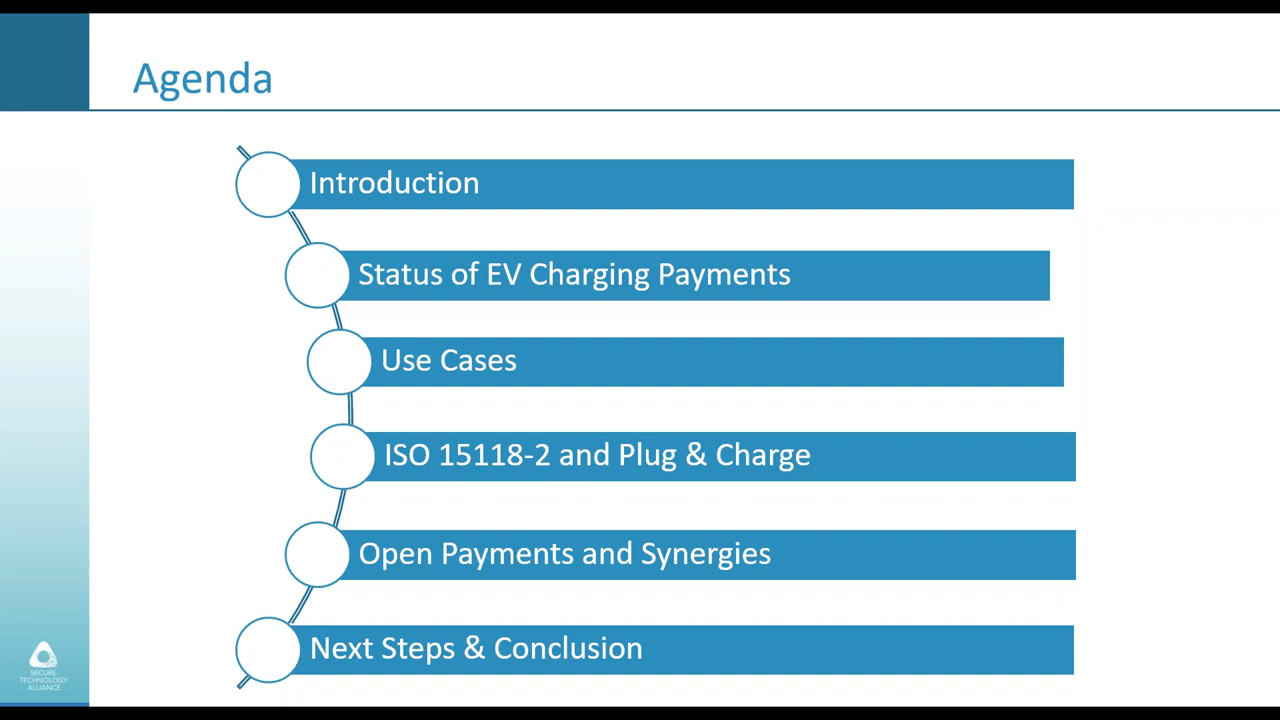 Agenda
Introduction
Status of EV Charging Payments
Use Cases
ISO 15118-2 and Plug & Charge
Open Payments and Synergies
Next Steps & Conclusion
SECURE
TECHNOLOGY
ALLIANCE